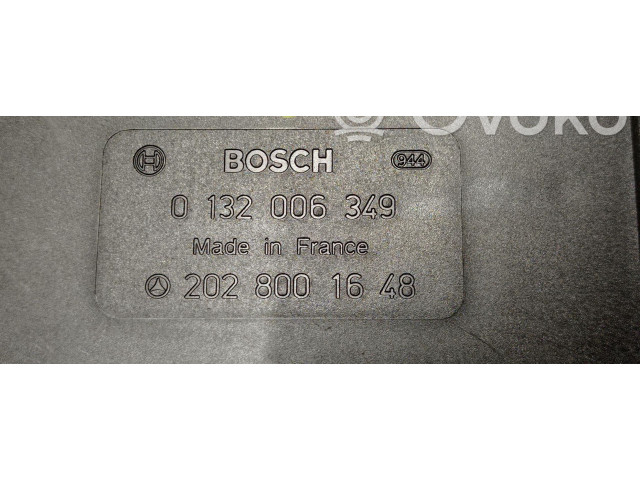 Ovoko
BOSCH 944
0 132 006 349
Made in France
202 800 16 48